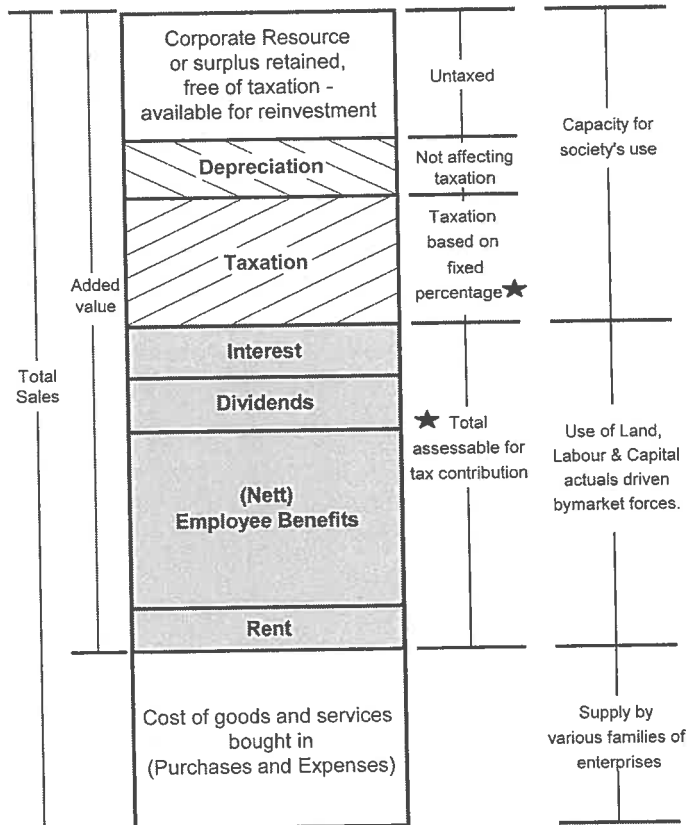 Corporate Resource
or surplus retained,
free of taxation -
available for reinvestment
Untaxed
Capacity for
society's use
Depreciation
Not affecting
taxation
Taxation
Taxation
based on
fixed
percentage★
Added
value
Total
Sales
Interest
Dividends
★ Total
assessable for
tax contribution
Use of Land,
Labour & Capital
actuals driven
bymarket forces.
(Nett)
Employee Benefits
Rent
Cost of goods and services
bought in
(Purchases and Expenses)
Supply by
various families of
enterprises